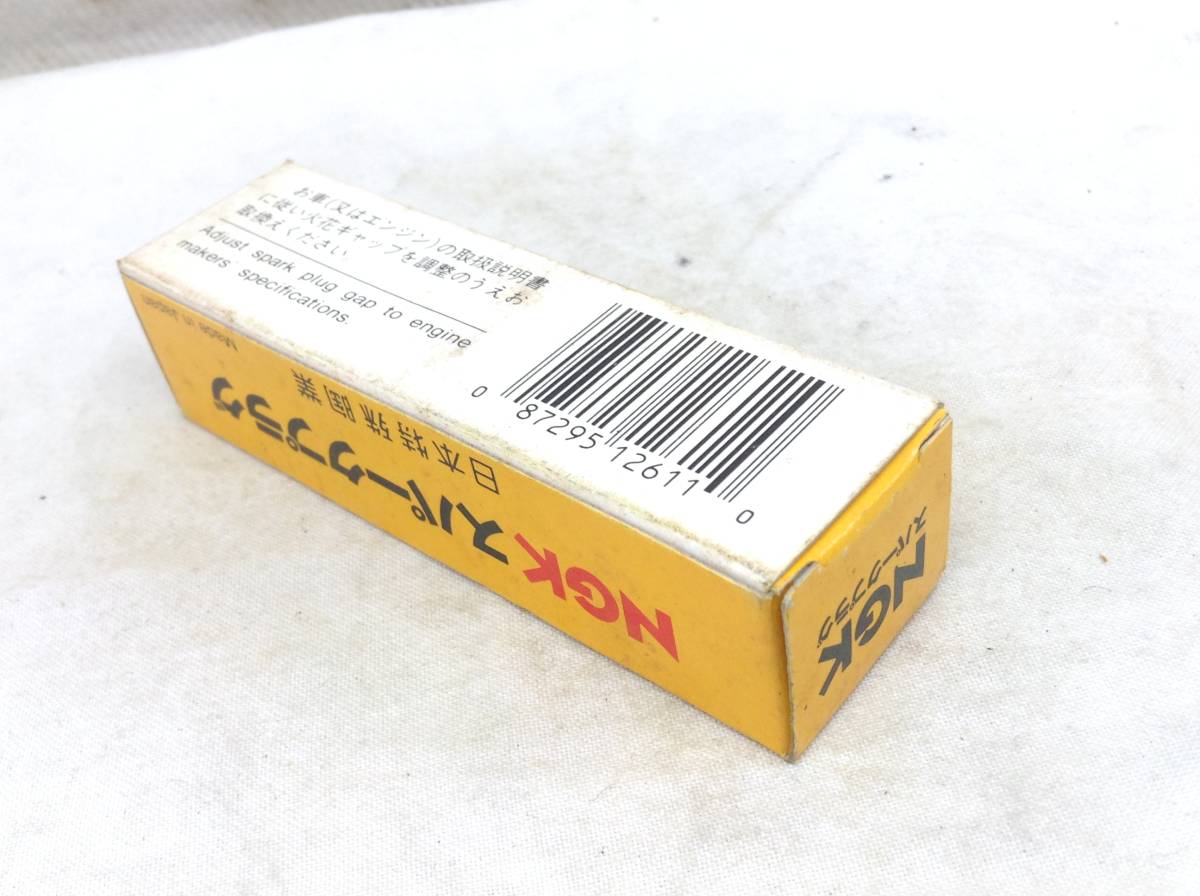 お車(又はエンジン)の取扱説明書
に従い火花ギャップを調整のうえお
取換えください.
Adjust spark plug gap to engine
makers specifications.
0 87295 12611 0
NGK スパークプラグ
日本特殊陶業
Made in Japan
NGK
スパークプラグ